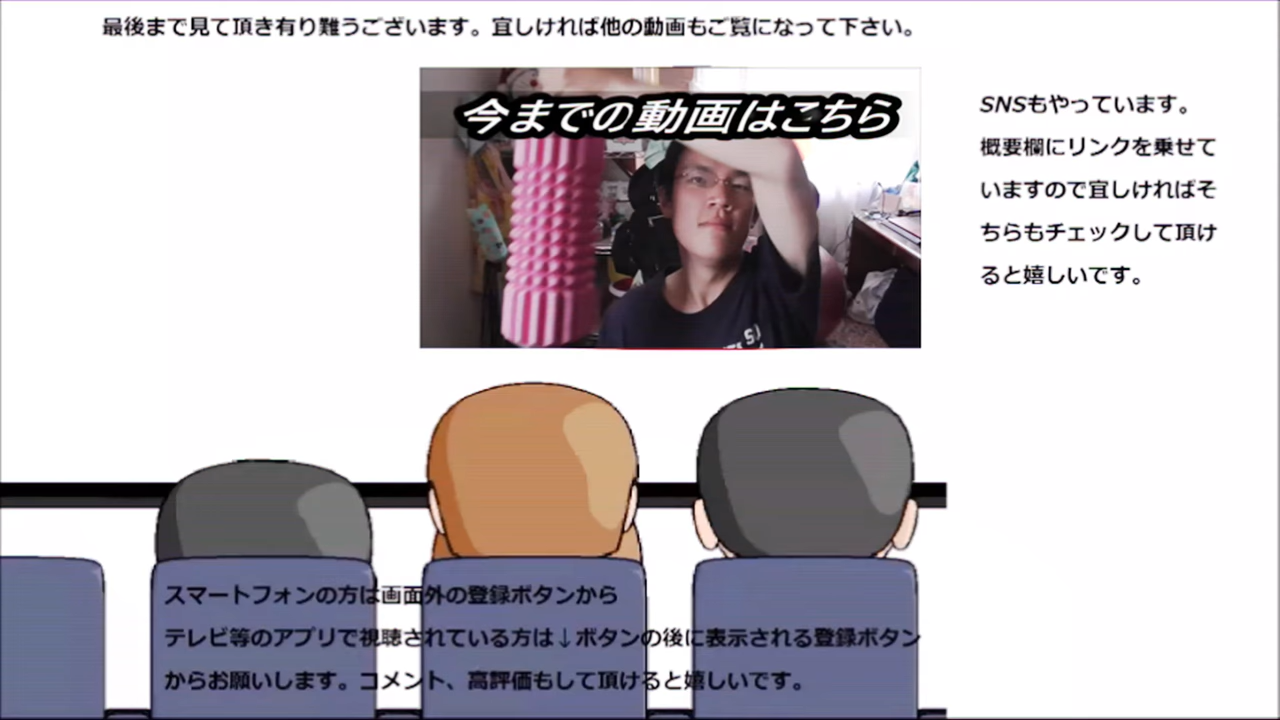 最後まで見て頂き有り難うございます。宜しければ他の動画もご覧になって下さい。
今までの動画はこちら
SNSもやっています。
概要欄にリンクを乗せて
いますので宜しければそ
ちらもチェックして頂け
ると嬉しいです。
スマートフォンの方は画面外の登録ボタンから
テレビ等のアプリで視聴されている方は↓ボタンの後に表示される登録ボタン
からお願いします。コメント、高評価もして頂けると嬉しいです。